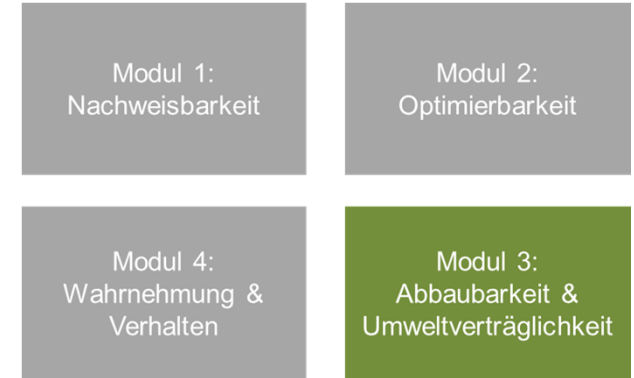 Modul 1:
Nachweisbarkeit
Modul 2:
Optimierbarkeit
Modul 4:
Wahrnehmung &
Verhalten
Modul 3:
Abbaubarkeit &
Umweltverträglichkeit